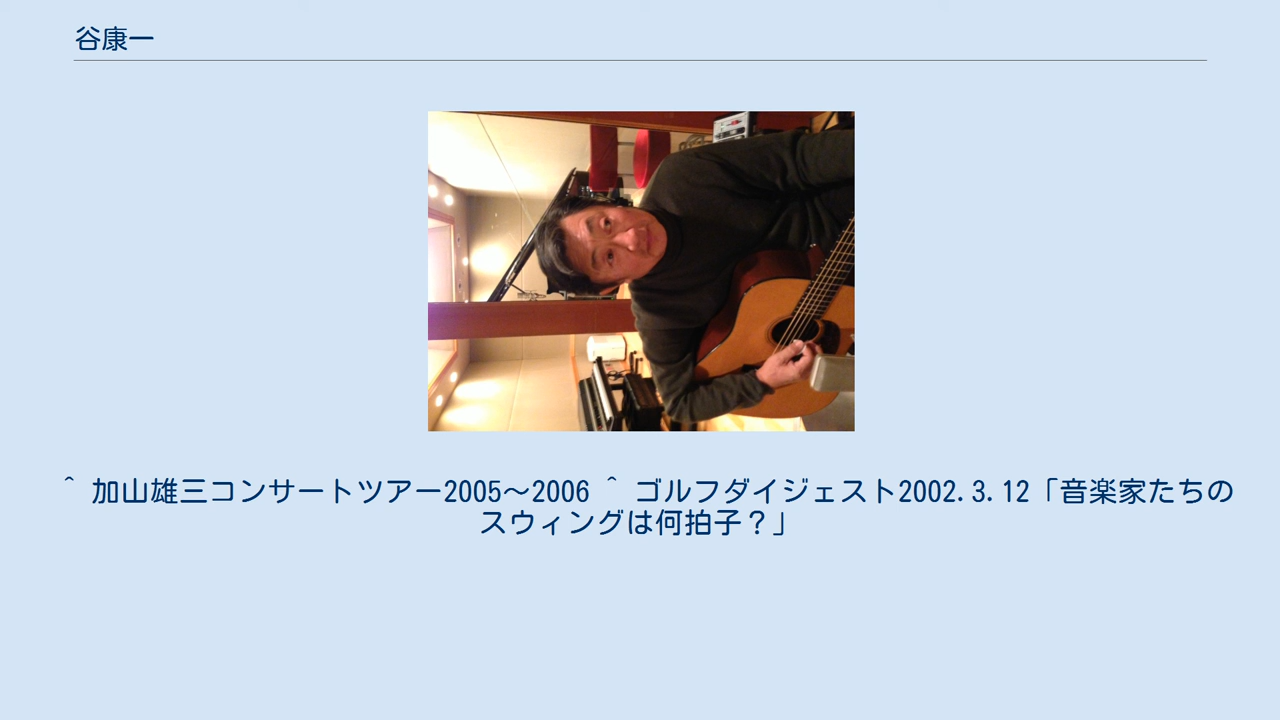 谷康一
^ 加山雄三コンサートツアー2005～2006 ^ ゴルフダイジェスト2002.3.12「音楽家たちの
スウィングは何拍子？」